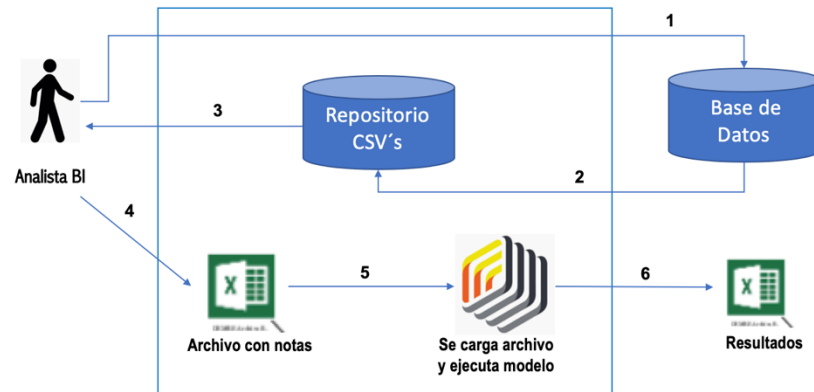 1
Base de
Datos
Repositorio
CSV´s
3
Analista BI
2
4
5
6
Archivo con notas
Se carga archivo
y ejecuta modelo
Resultados